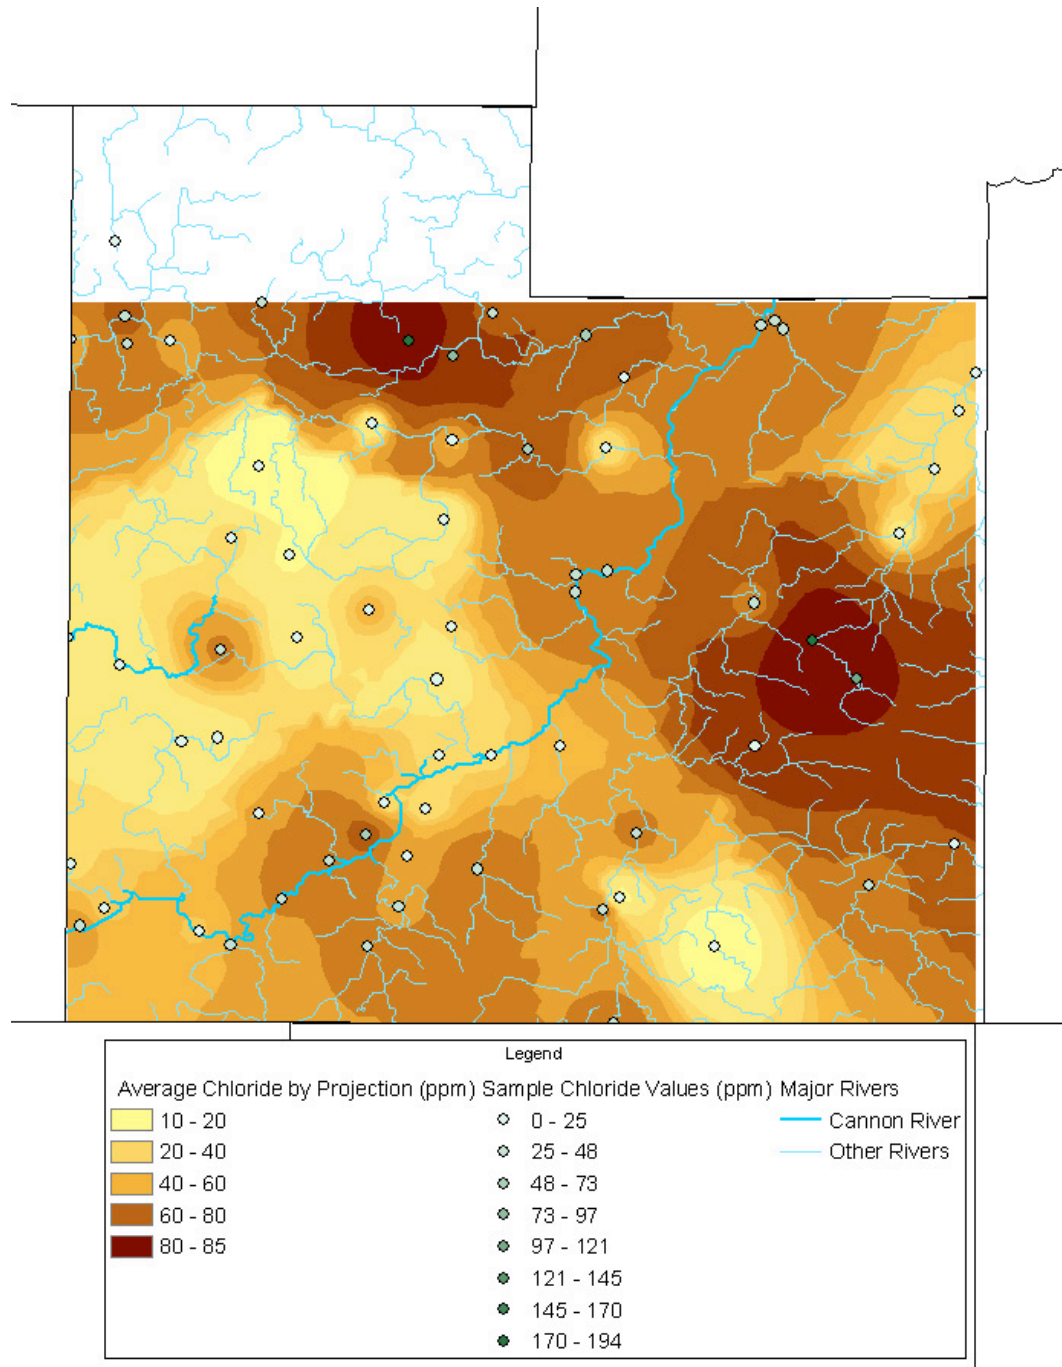 Legend
Average Chloride by Projection (ppm) Sample Chloride Values (ppm) Major Rivers
10 - 20 0 - 25 Cannon River
20 - 40 25 - 48 Other Rivers
40 - 60 48 - 73
60 - 80 73 - 97
80 - 85 97 - 121
121 - 145
145 - 170
170 - 194